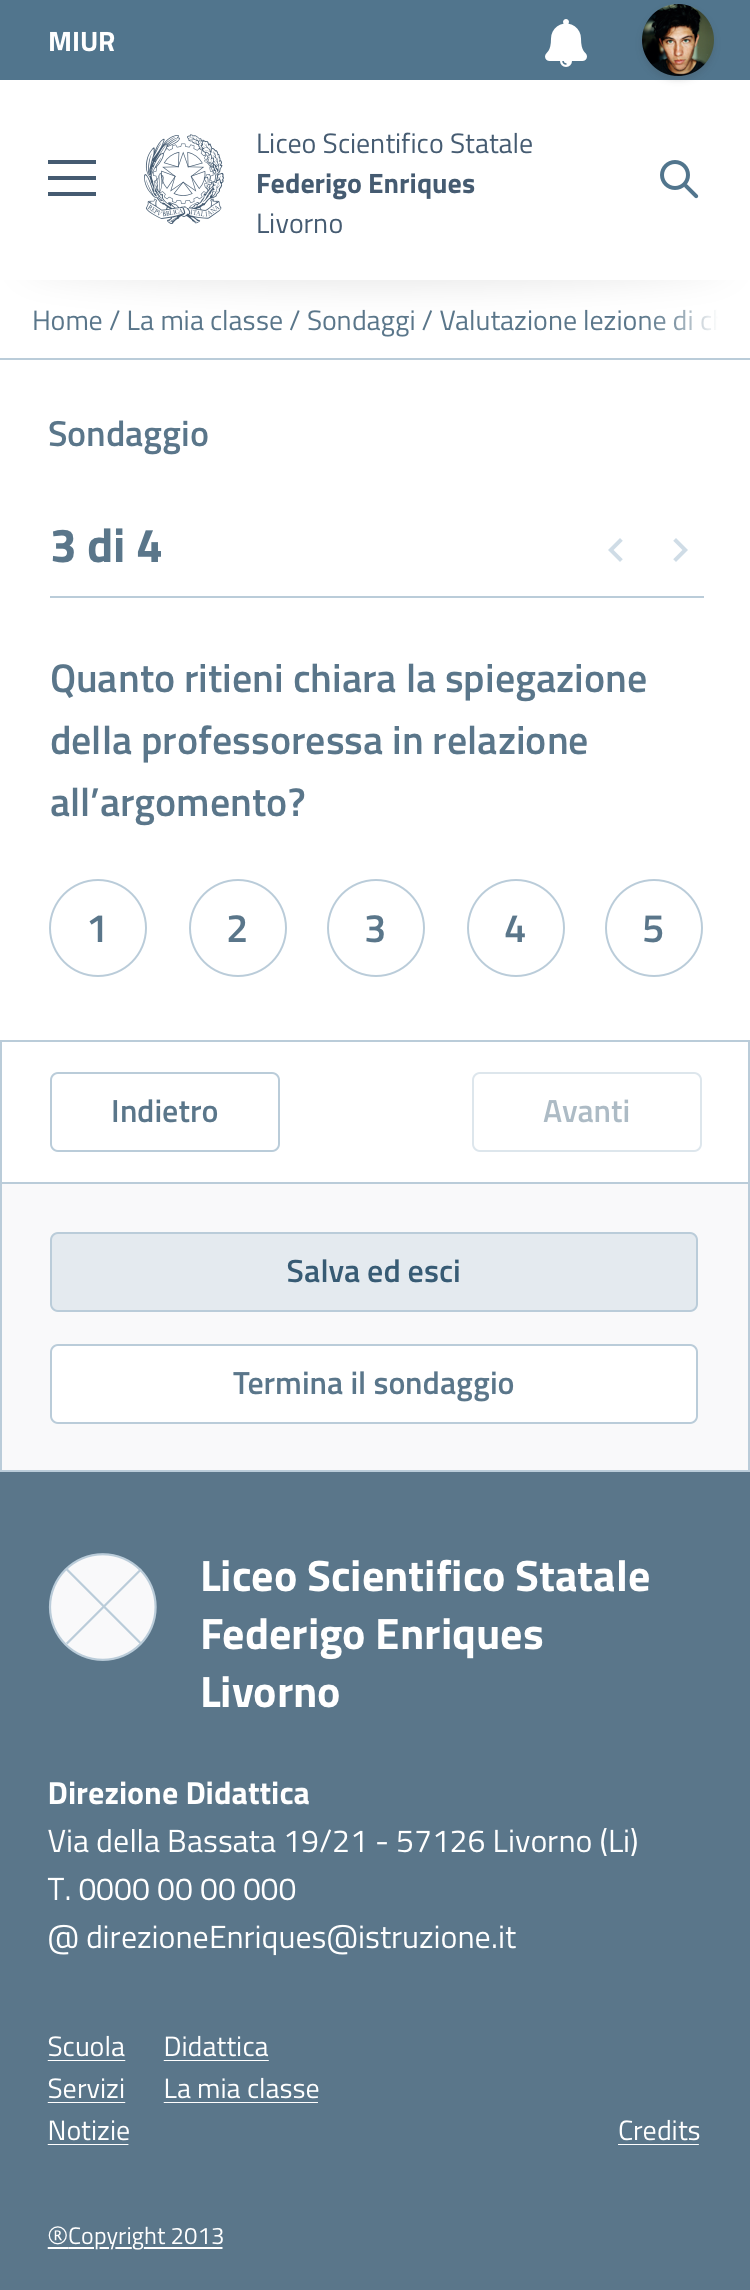 MIUR
Liceo Scientifico Statale
Federigo Enriques
Livorno
REPVBBLICA ITALIANA
Home / La mia classe / Sondaggi / Valutazione lezione di
Sondaggio
3 di 4
Quanto ritieni chiara la spiegazione
della professoressa in relazione
all’argomento?
1 2 3 4 5
Indietro Avanti
Salva ed esci
Termina il sondaggio
Liceo Scientifico Statale
Federigo Enriques
Livorno
Direzione Didattica
Via della Bassata 19/21 - 57126 Livorno (Li)
T. 0000 00 00 000
@ direzioneEnriques@istruzione.it
Scuola Didattica
Servizi La mia classe
Notizie Credits
®Copyright 2013